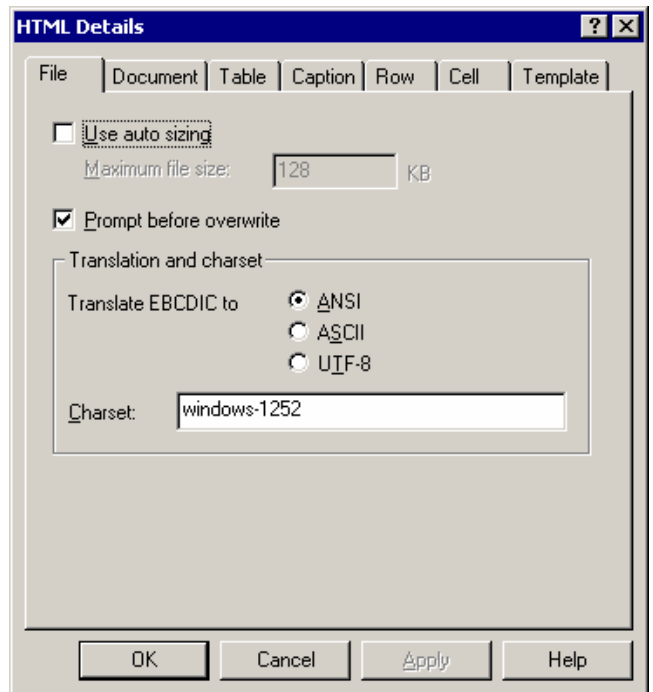 HTML Details
File Document Table Caption Row Cell Template
Use auto sizing
Maximum file size: 128 KB
Prompt before overwrite
Translation and charset
Translate EBCDIC to ANSI
ASCII
UTF-8
Charset: windows-1252
OK Cancel Apply Help